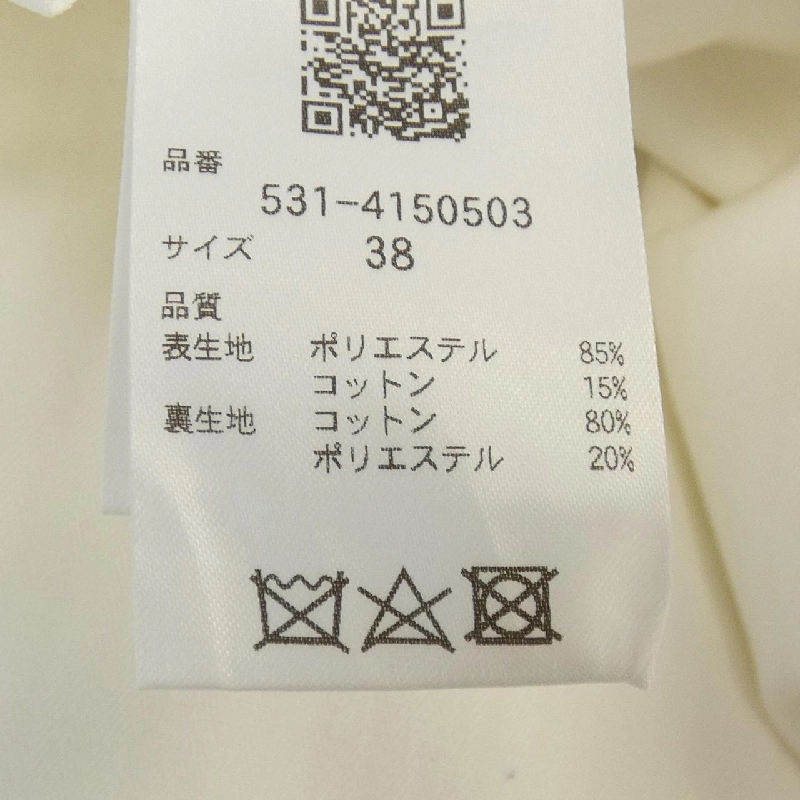 品番
531-4150503
サイズ 38
品質
表生地 ポリエステル 85%
コットン 15%
裏生地 コットン 80%
ポリエステル 20%